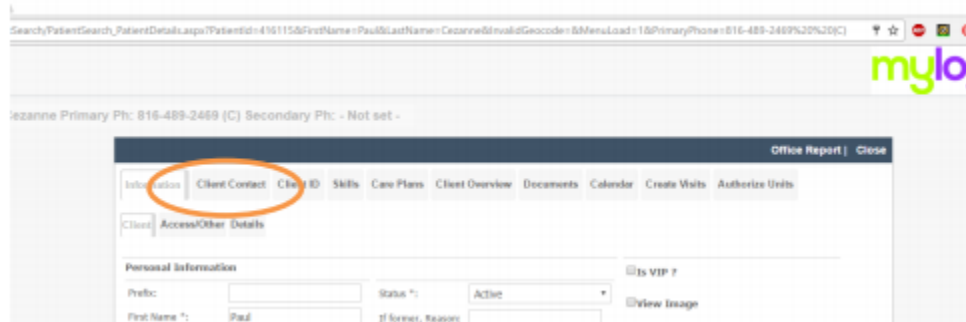 Search/PatientSearch_PatientDetails.aspx?PatientId=416115&FirstName=Paul&LastName=Cezanne&InvalidGeocode=&MenuLoad=1&PrimaryPhone=816-489-2469%20%20(C)
mylo
ezanne Primary Ph: 816-489-2469 (C) Secondary Ph: - Not set -
Office Report | Close
Information Client Contact Client ID Skills Care Plans Client Overview Documents Calendar Create Visits Authorize Units
Client Access/Other Details
Personal Information
Is VIP ?
Prefix: Status *: Active
View Image
First Name *: Paul If former, Reason: